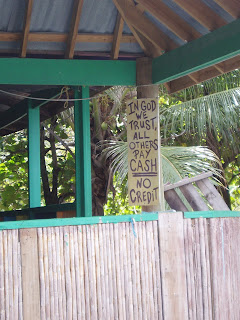 IN GOD
WE
TRUST,
ALL
OTHERS
PAY
CASH
NO
CREDIT